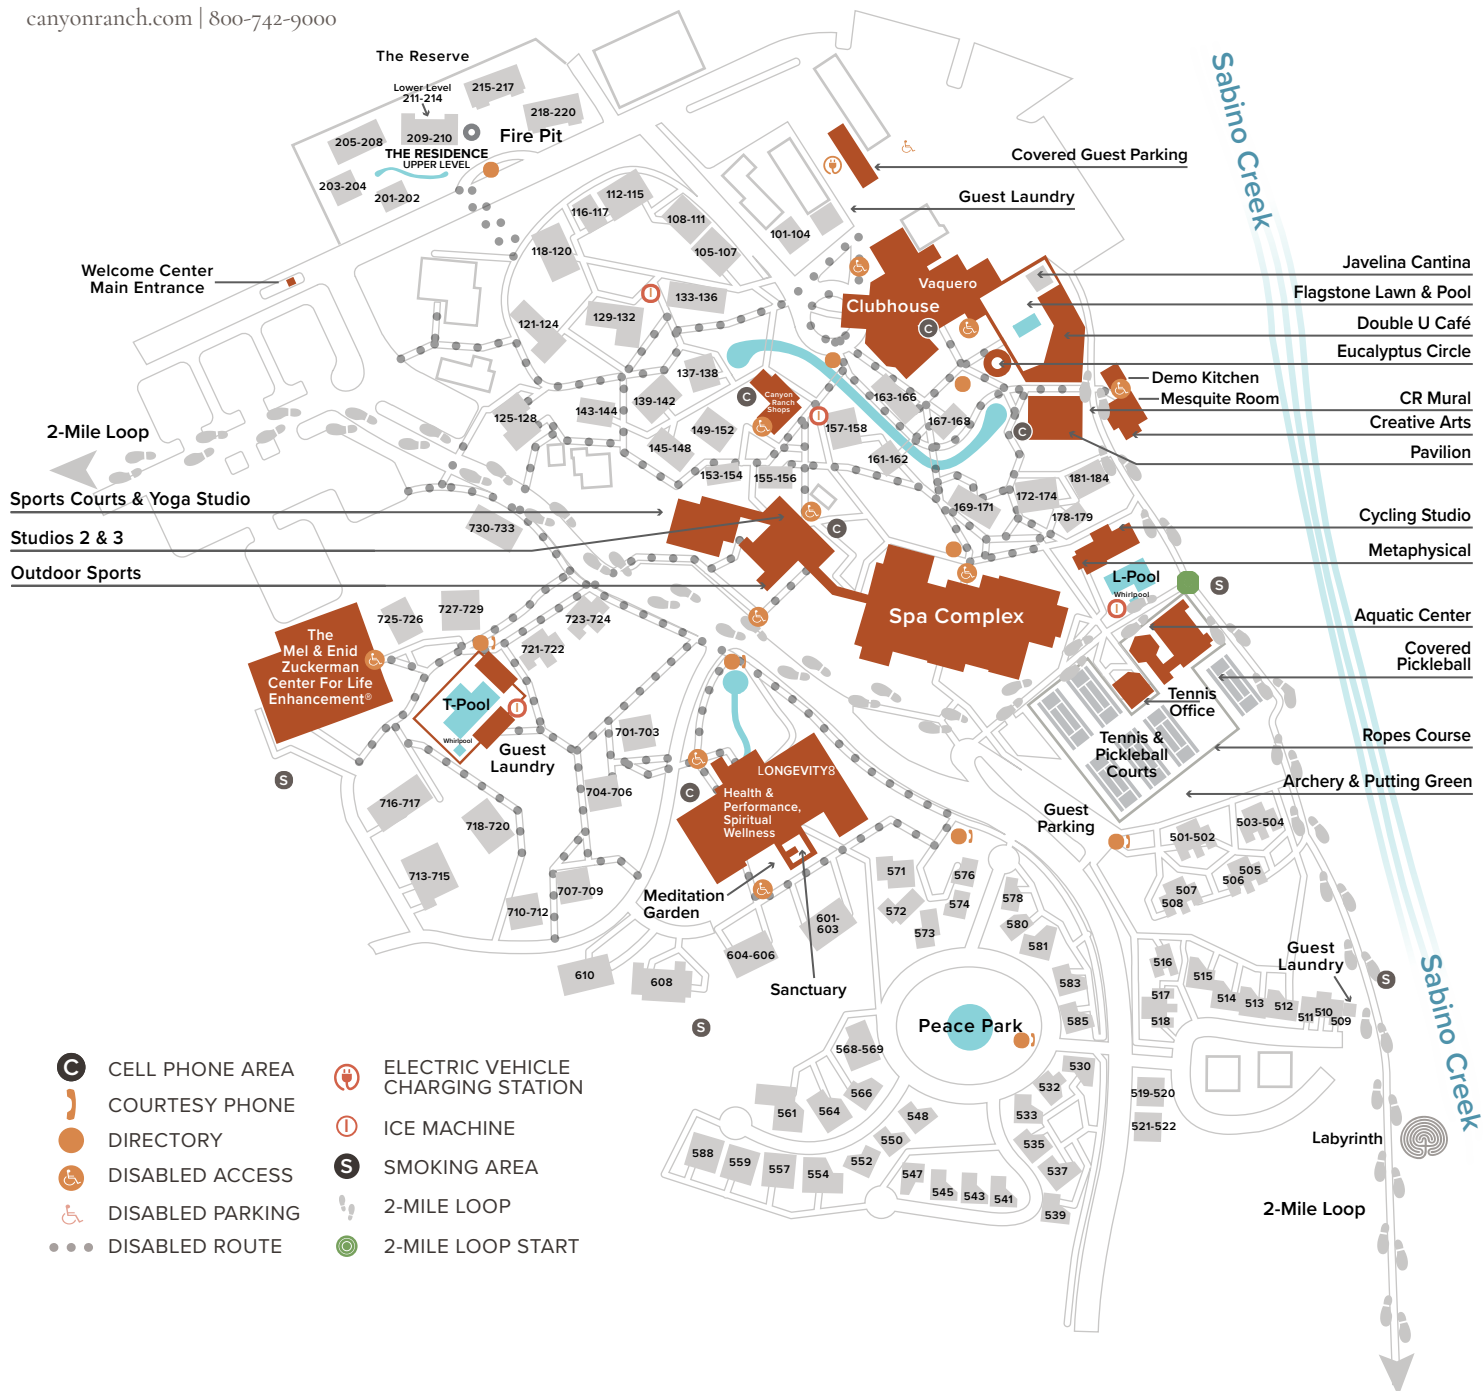 canyonranch.com | 800-742-9000
The Reserve
Lower Level
211-214
215-217
218-220
205-208
209-210
Fire Pit
THE RESIDENCE
UPPER LEVEL
203-204
201-202
Covered Guest Parking
Guest Laundry
Sabino Creek
112-115
116-117
108-111
101-104
118-120
105-107
Welcome Center
Main Entrance
133-136
129-132
121-124
Vaquero
Clubhouse
Javelina Cantina
Flagstone Lawn & Pool
Double U Café
Eucalyptus Circle
Demo Kitchen
Mesquite Room
CR Mural
Creative Arts
Pavilion
137-138
139-142
143-144
125-128
C
Canyon
Ranch
Shops
I
I
C
C
163-166
167-168
157-158
149-152
145-148
161-162
153-154
155-156
2-Mile Loop
Sports Courts & Yoga Studio
Studios 2 & 3
Outdoor Sports
730-733
C
169-171
172-174
181-184
178-179
Cycling Studio
Metaphysical
L-Pool
Whirlpool
I
S
Spa Complex
Aquatic Center
Covered
Pickleball
Tennis
Office
Tennis &
Pickleball
Courts
Ropes Course
Archery & Putting Green
725-726
727-729
723-724
721-722
The
Mel & Enid
Zuckerman
Center For Life
Enhancement®
T-Pool
Whirlpool
I
Guest
Laundry
S
701-703
704-706
C
LONGEVITY8
Health &
Performance,
Spiritual
Wellness
716-717
718-720
713-715
707-709
710-712
Meditation
Garden
Sanctuary
601-
603
604-606
610
608
S
Guest
Parking
501-502
503-504
505
506
507
508
571
576
572
574
573
578
580
581
583
585
516
515
517
514
513
512
511
510
509
518
Guest
Laundry
S
Sabino Creek
Peace Park
568-569
566
564
561
548
550
552
530
532
533
535
537
539
519-520
521-522
588
559
557
554
547
545
543
541
Labyrinth
2-Mile Loop
C CELL PHONE AREA
COURTESY PHONE
DIRECTORY
DISABLED ACCESS
DISABLED PARKING
DISABLED ROUTE
ELECTRIC VEHICLE
CHARGING STATION
I ICE MACHINE
S SMOKING AREA
2-MILE LOOP
2-MILE LOOP START